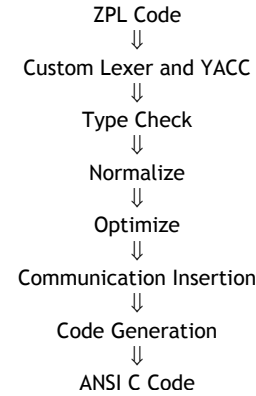 ZPL Code
⇓
Custom Lexer and YACC
⇓
Type Check
⇓
Normalize
⇓
Optimize
⇓
Communication Insertion
⇓
Code Generation
⇓
ANSI C Code